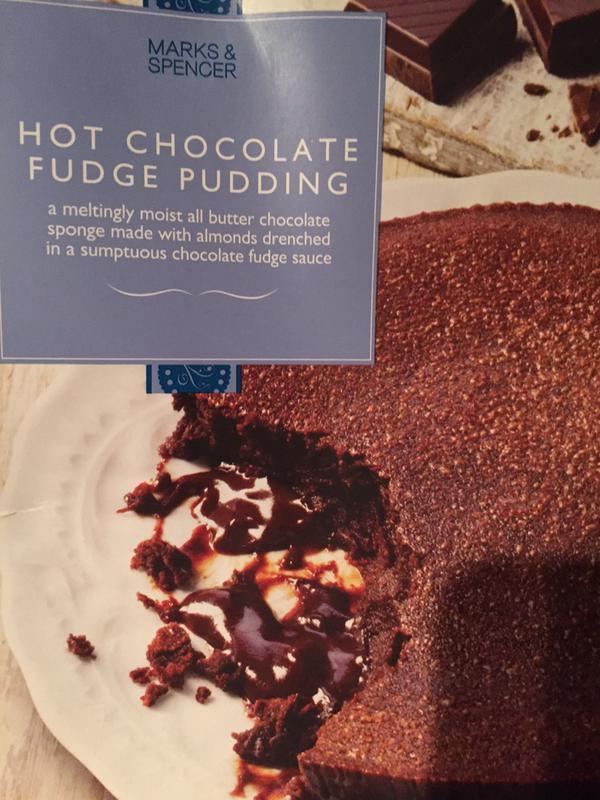 MARKS &
SPENCER
HOT CHOCOLATE
FUDGE PUDDING
a meltingly moist all butter chocolate
sponge made with almonds drenched
in a sumptuous chocolate fudge sauce